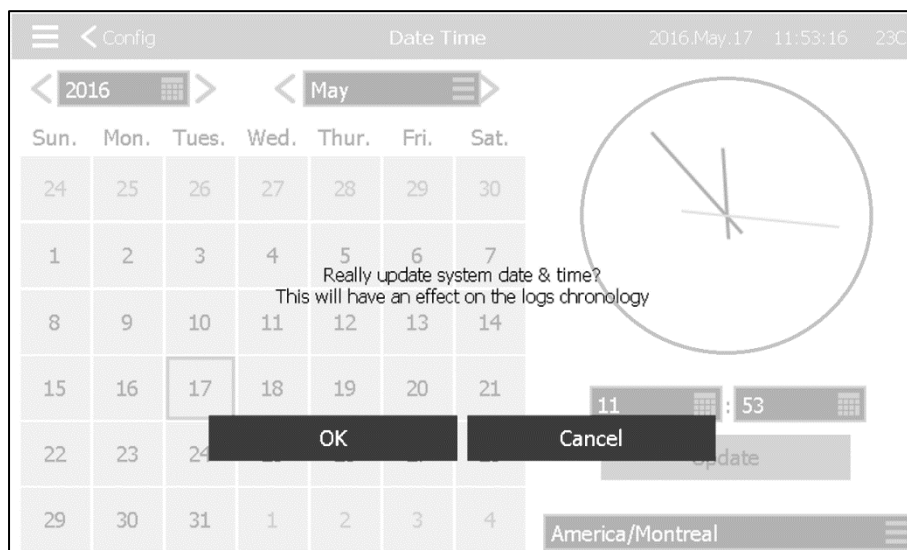 Config Date Time 2016.May.17 11:53:16 23C
2016 May
Sun. Mon. Tues. Wed. Thur. Fri. Sat.
24 25 26 27 28 29 30
1 2 3 4 5 6 7
Really update system date & time?
This will have an effect on the logs chronology
8 9 10 11 12 13 14
15 16 17 18 19 20 21
11 : 53
OK Cancel
Update
22 23 24
29 30 31 1 2 3 4
America/Montreal